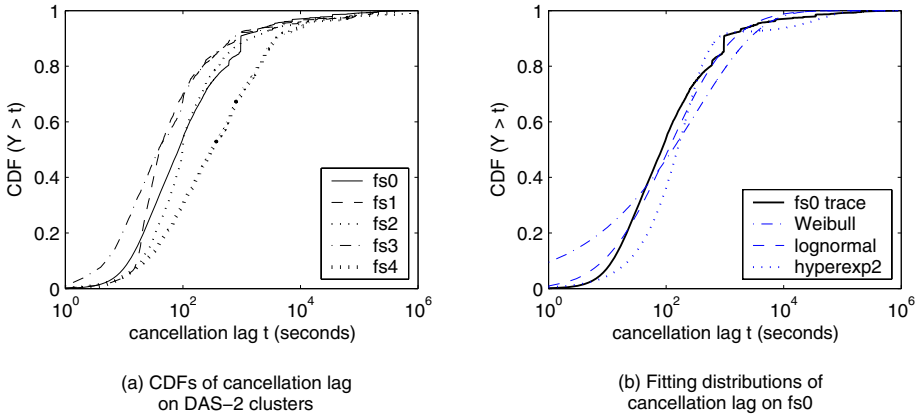 1
0.8
0.6
0.4
0.2
0
CDF (Y > t)
10^0
10^2
10^4
10^6
cancellation lag t (seconds)
fs0
fs1
fs2
fs3
fs4
(a) CDFs of cancellation lag
on DAS−2 clusters
1
0.8
0.6
0.4
0.2
0
CDF (Y > t)
10^0
10^2
10^4
10^6
cancellation lag t (seconds)
fs0 trace
Weibull
lognormal
hyperexp2
(b) Fitting distributions of
cancellation lag on fs0